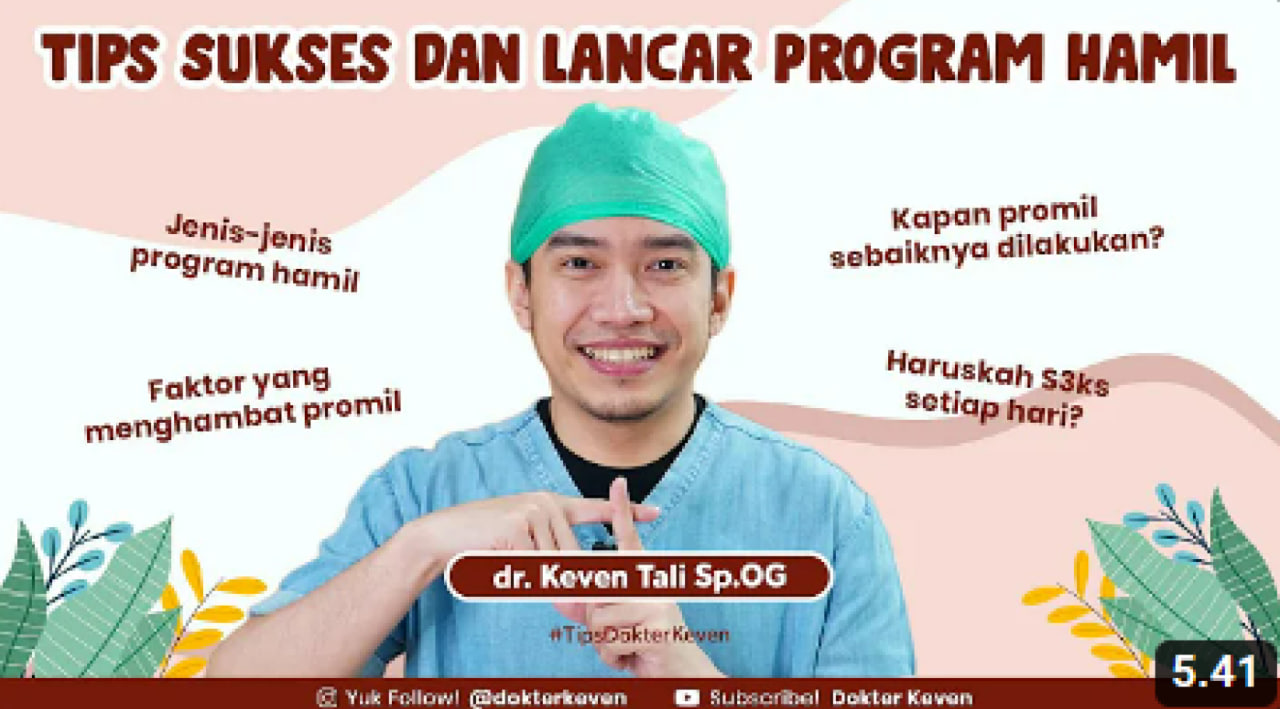 TIPS SUKSES DAN LANCAR PROGRAM HAMIL
Jenis-jenis
program hamil
Kapan promil
sebaiknya dilakukan?
Faktor yang
menghambat promil
Haruskah S3ks
setiap hari?
dr. Keven Tali Sp.OG
#TipsDokterKeven
Yuk Follow! @dokterkeven
Subscribe! Dokter Keven
5.41